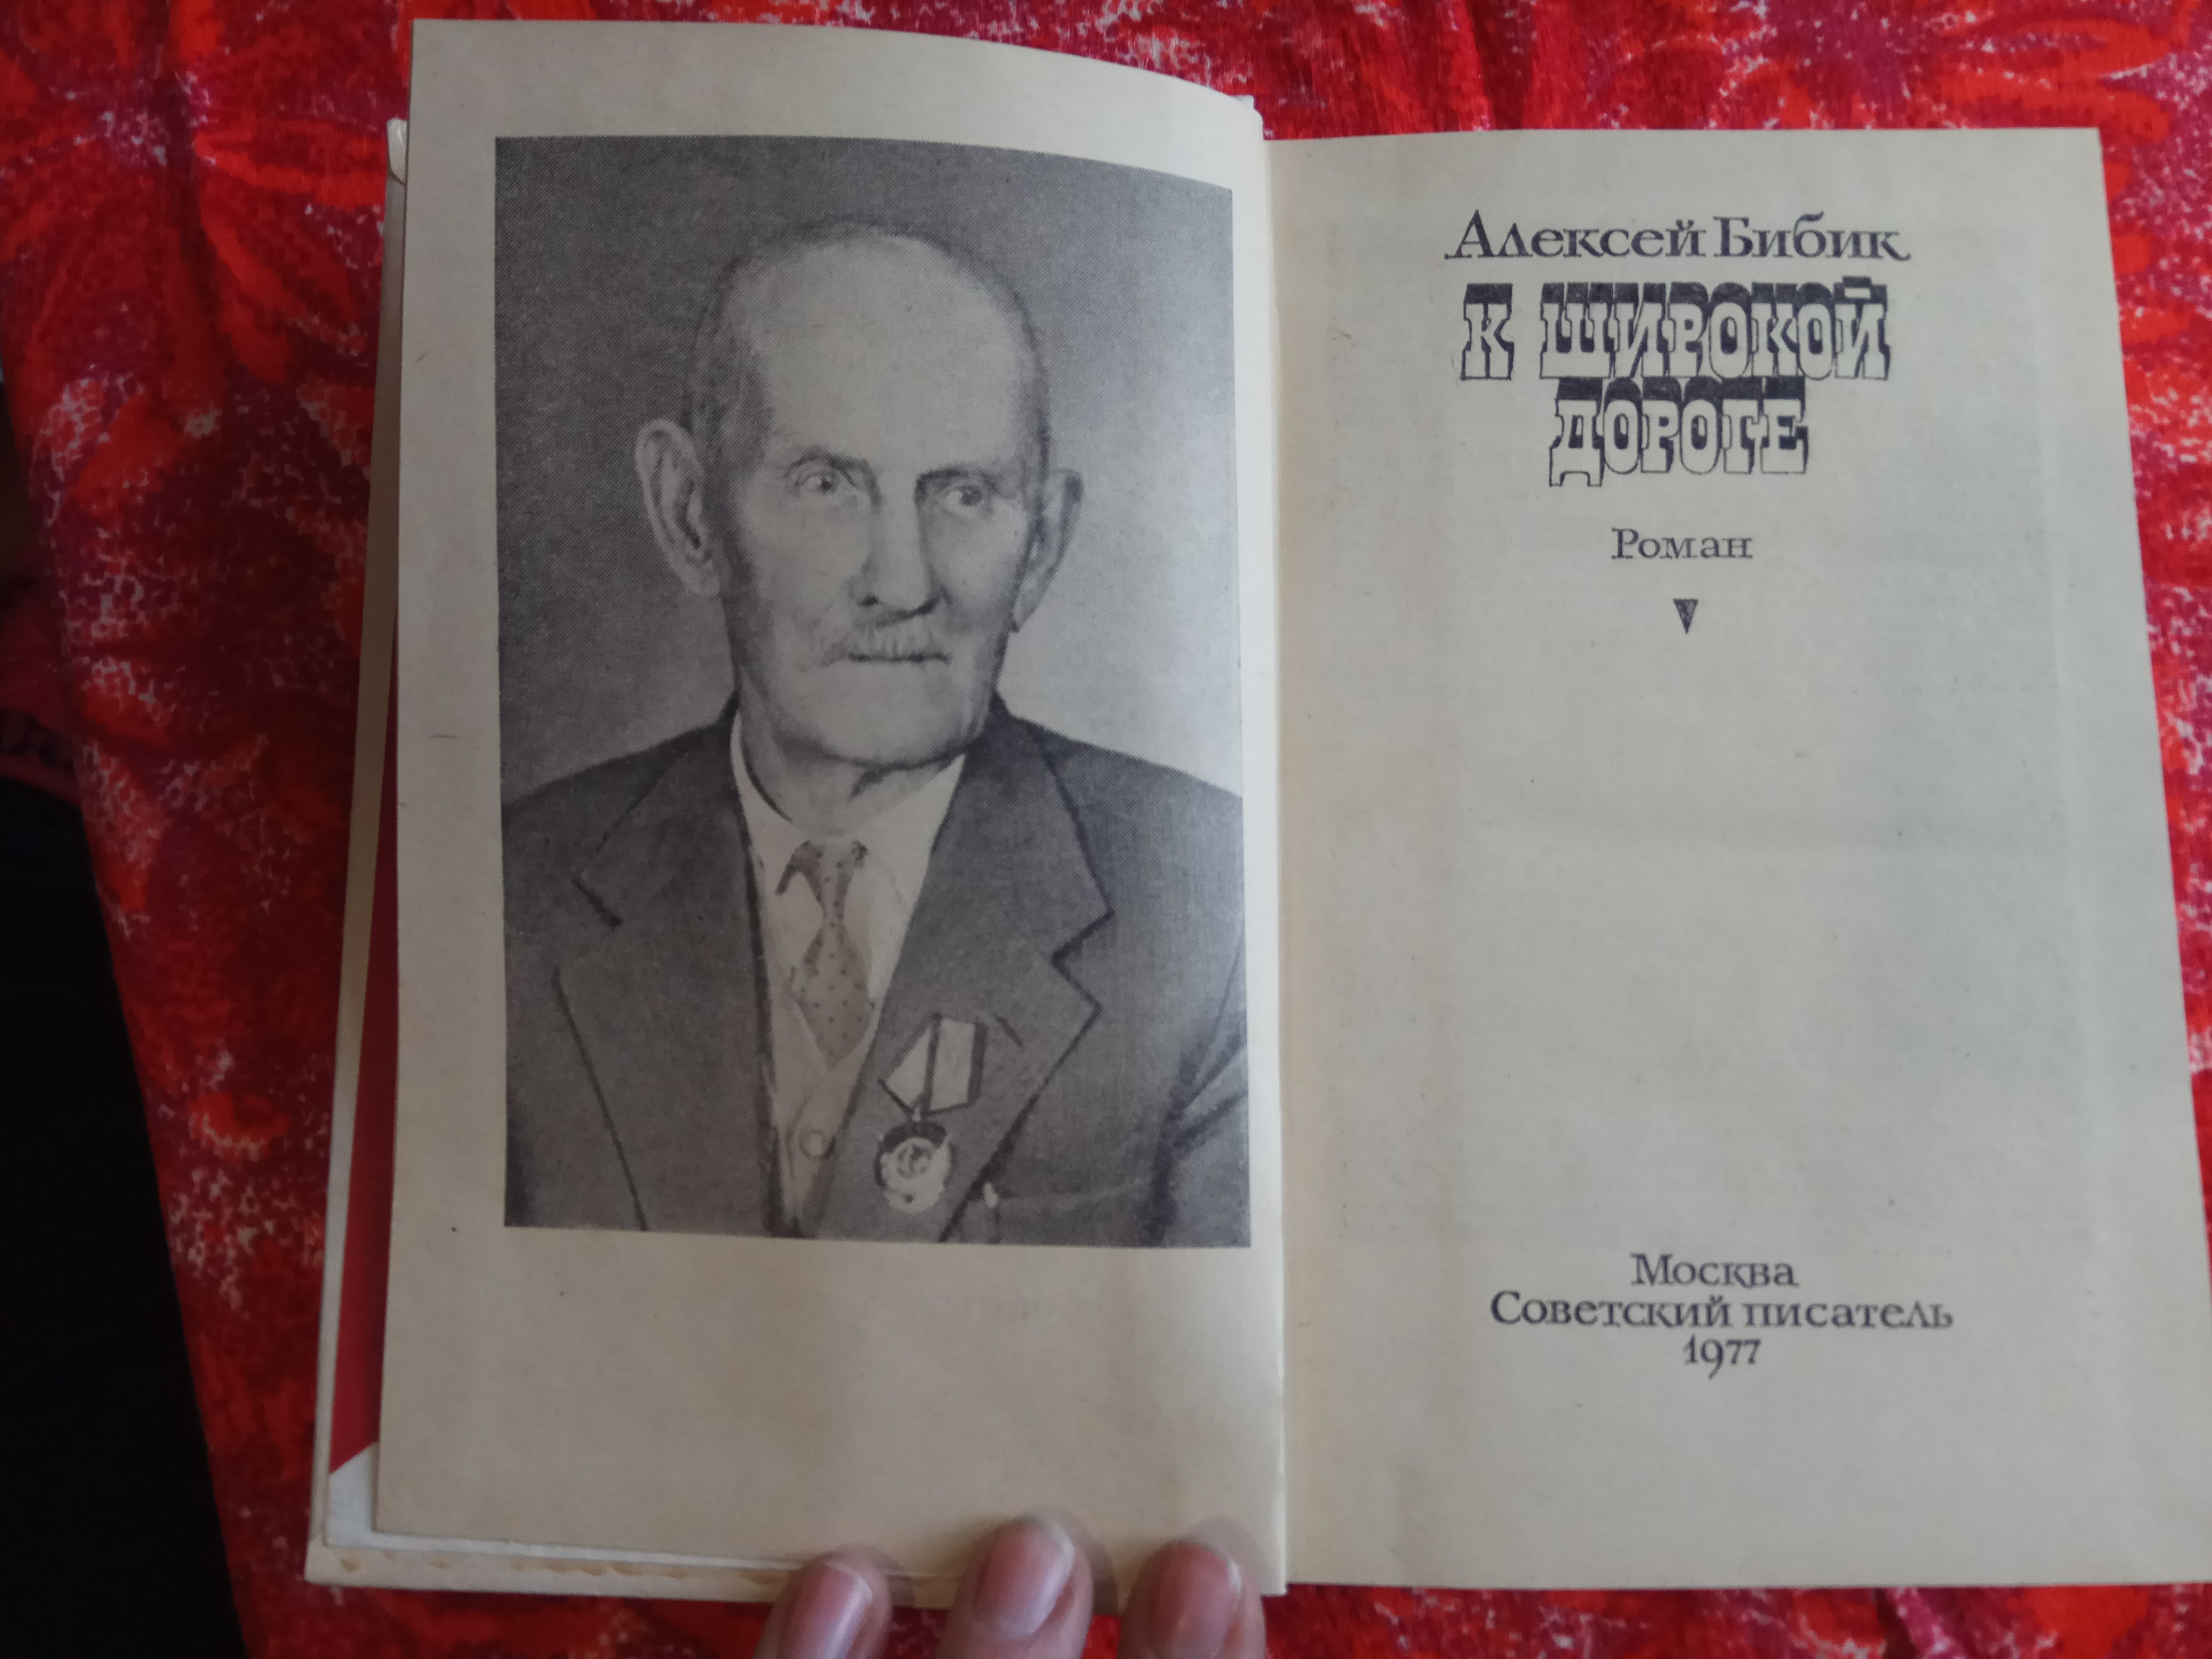 Алексей Бибик
К ШИРОКОЙ
ДОРОГЕ
Роман
Москва
Советский писатель
1977